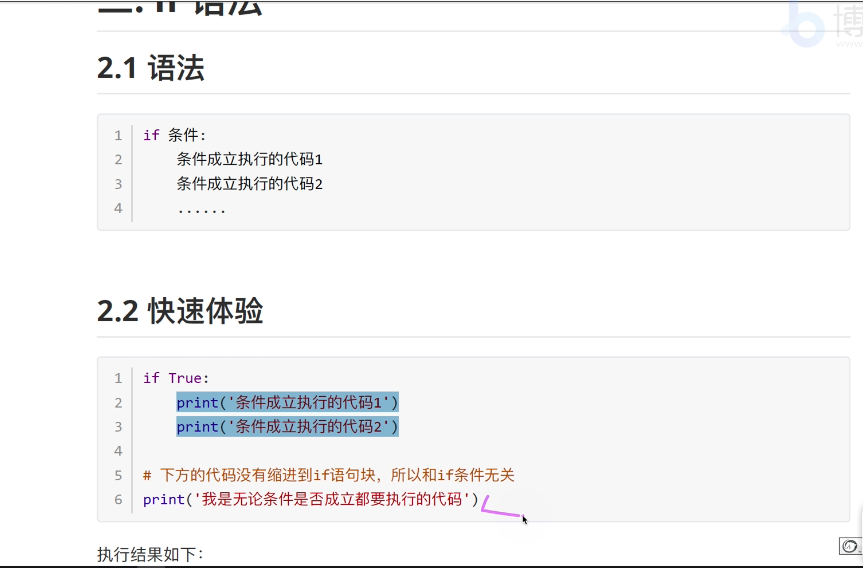 二. if 语法
2.1 语法
1 if 条件:
2 条件成立执行的代码1
3 条件成立执行的代码2
4 ......
2.2 快速体验
1 if True:
2 print('条件成立执行的代码1')
3 print('条件成立执行的代码2')
4
5 # 下方的代码没有缩进到if语句块，所以和if条件无关
6 print('我是无论条件是否成立都要执行的代码')
执行结果如下：
博
www